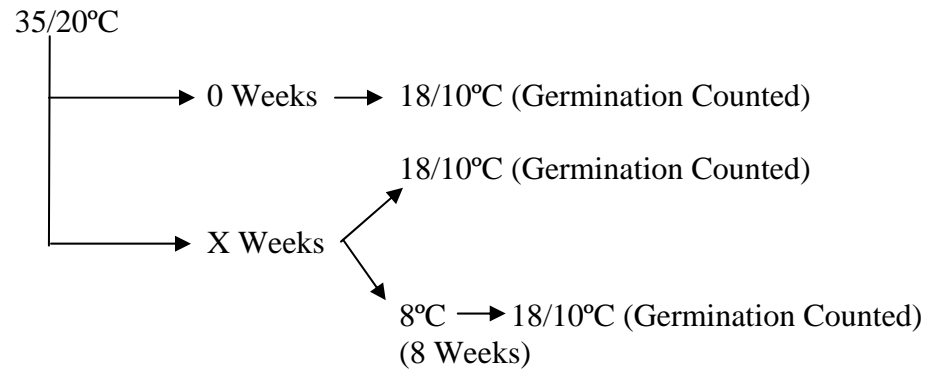 35/20ºC
0 Weeks 18/10ºC (Germination Counted)
18/10ºC (Germination Counted)
X Weeks
8ºC 18/10ºC (Germination Counted)
(8 Weeks)